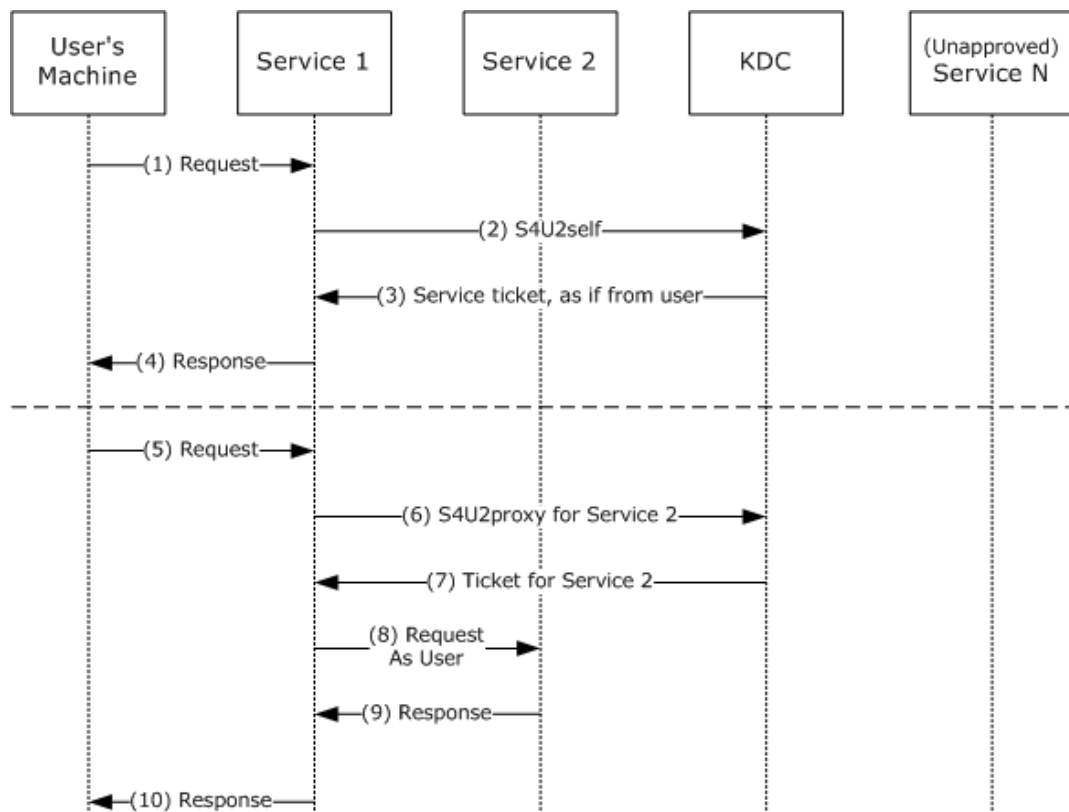 User's
Machine
Service 1
Service 2
KDC
(Unapproved)
Service N
(1) Request
(2) S4U2self
(3) Service ticket, as if from user
(4) Response
(5) Request
(6) S4U2proxy for Service 2
(7) Ticket for Service 2
(8) Request
As User
(9) Response
(10) Response